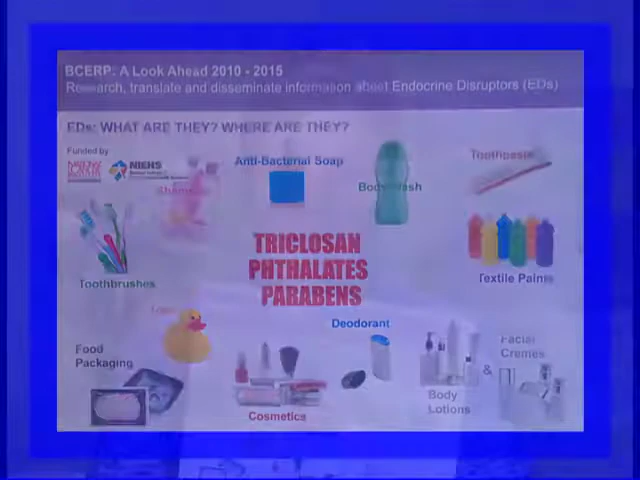 BCERP: A Look Ahead 2010 - 2015
Research, translate and disseminate information about Endocrine Disruptors (EDs)
EDs: WHAT ARE THEY? WHERE ARE THEY?
Funded by
NIEHS
Anti-Bacterial Soap
Body Wash
Toothpaste
Toothbrushes
TRICLOSAN
PHTHALATES
PARABENS
Textile Paints
Food
Packaging
Cosmetics
Deodorant
Body
Lotions
&
Facial
Cremes